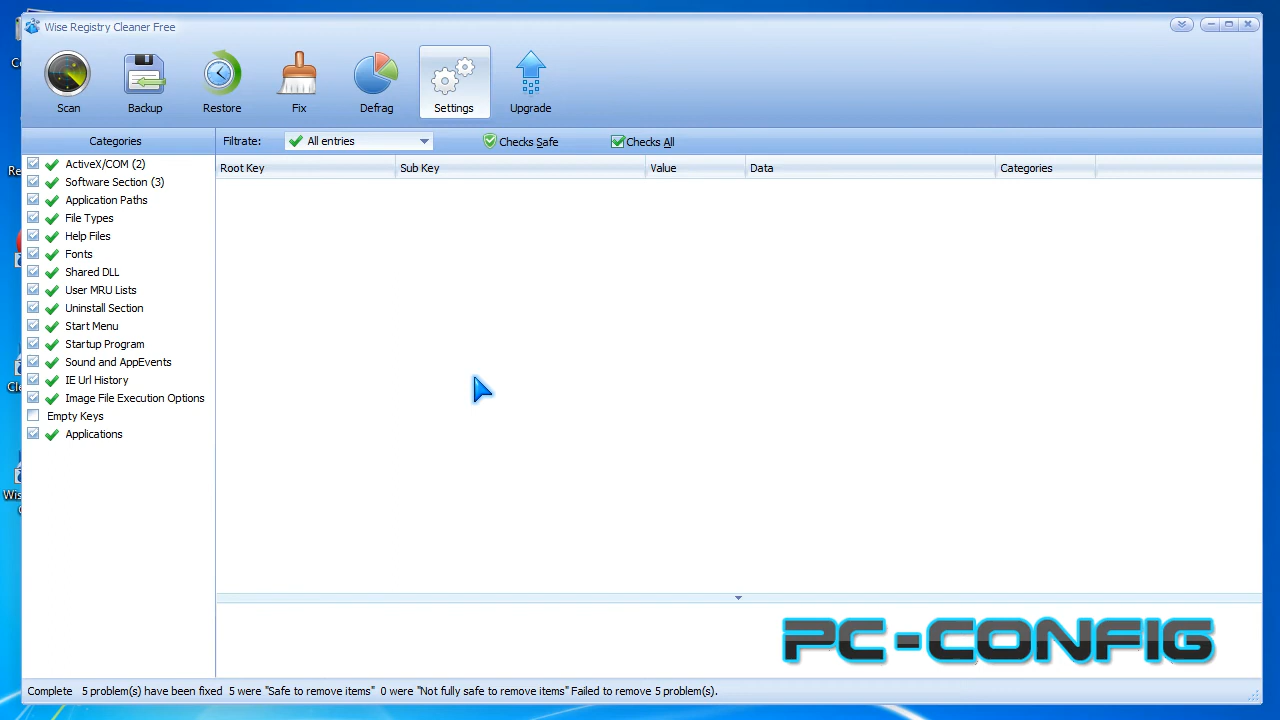 Wise Registry Cleaner Free
Scan
Backup
Restore
Fix
Defrag
Settings
Upgrade
Categories
Filtrate:
All entries
Checks Safe
Checks All
Root Key
Sub Key
Value
Data
Categories
ActiveX/COM (2)
Software Section (3)
Application Paths
File Types
Help Files
Fonts
Shared DLL
User MRU Lists
Uninstall Section
Start Menu
Startup Program
Sound and AppEvents
IE Url History
Image File Execution Options
Empty Keys
Applications
PC-CONFIG
Complete 5 problem(s) have been fixed 5 were "Safe to remove items" 0 were "Not fully safe to remove items" Failed to remove 5 problem(s).